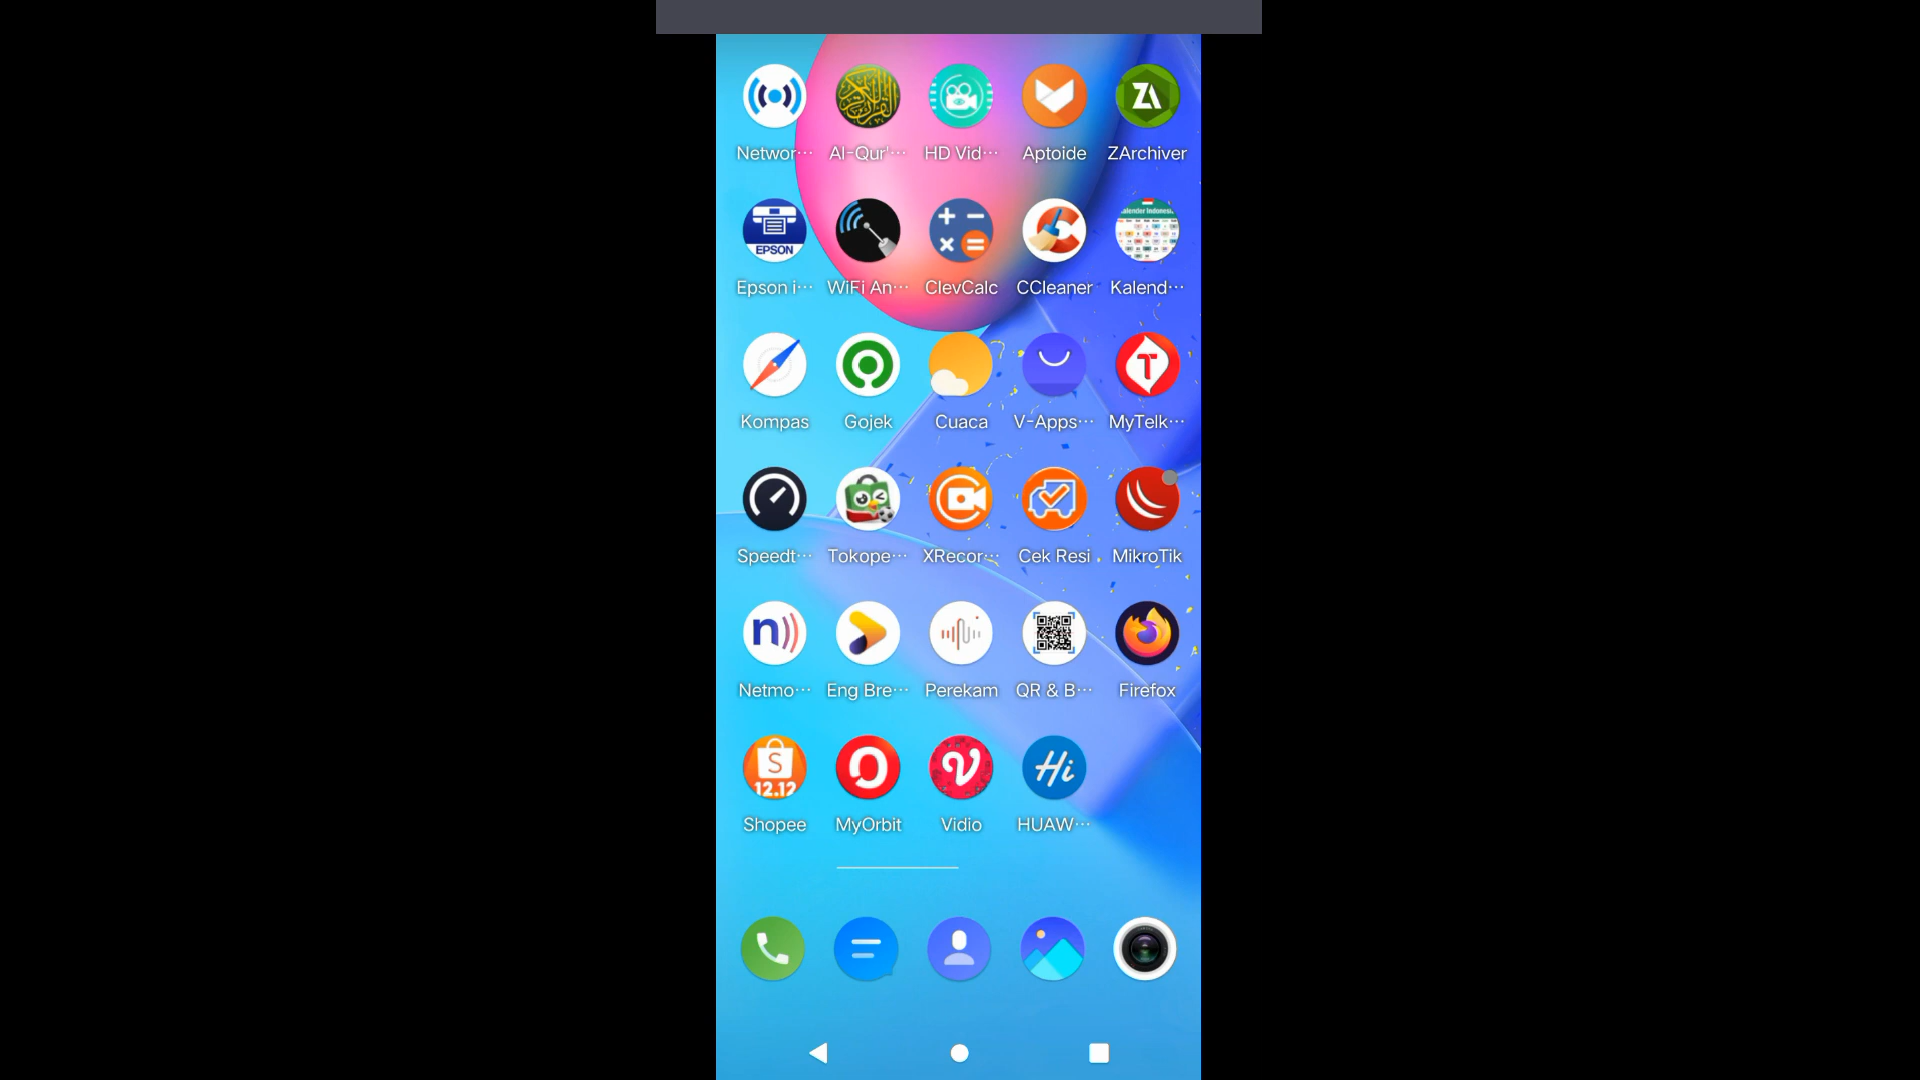 Networ··· Al-Qur'··· HD Vid··· Aptoide ZArchiver
EPSON
Epson i··· WiFi An··· ClevCalc CCleaner Kalend···
Kompas Gojek Cuaca V-Apps··· MyTelk···
Speedt··· Tokope··· XRecor··· Cek Resi MikroTik
Netmo··· Eng Bre··· Perekam QR & B··· Firefox
12.12
Shopee MyOrbit Vidio HUAW···